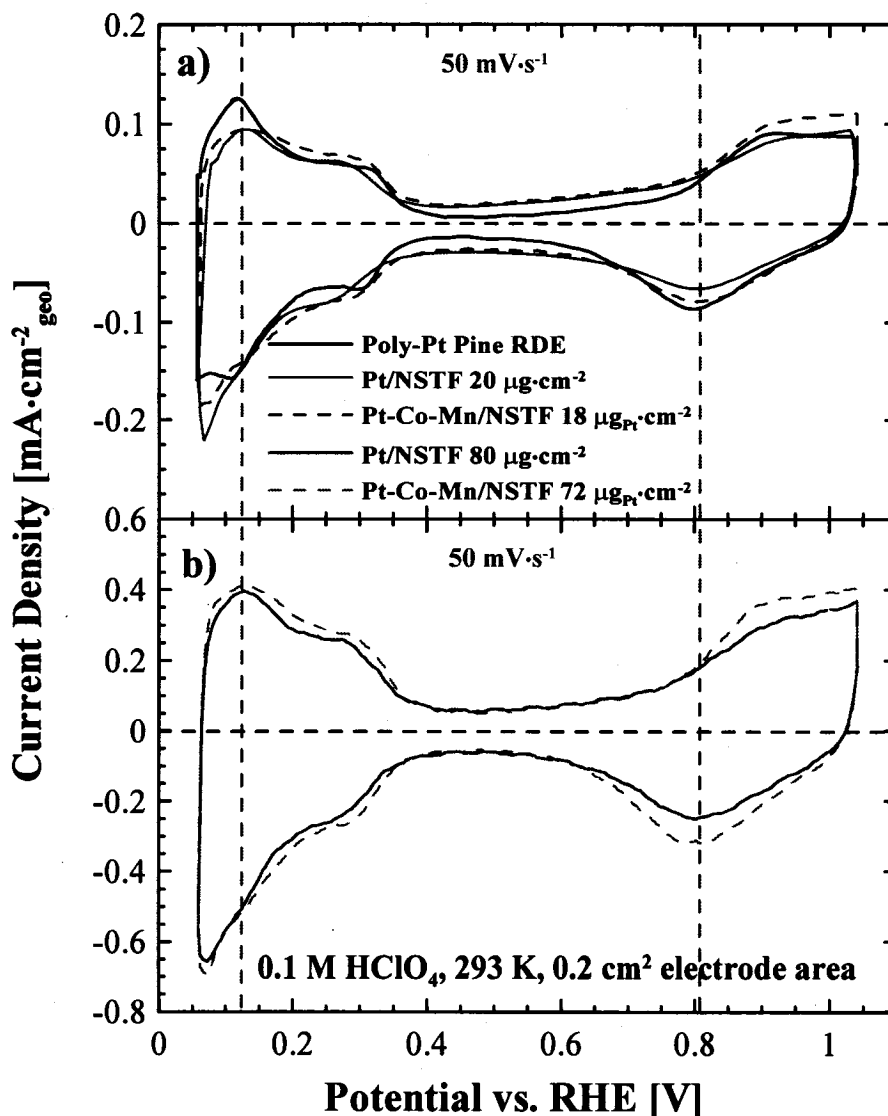 0.2
a)
50 mV·s⁻¹
0.1
0
-0.1
-0.2
Poly-Pt Pine RDE
Pt/NSTF 20 μg·cm⁻²
Pt-Co-Mn/NSTF 18 μgPt·cm⁻²
Pt/NSTF 80 μg·cm⁻²
Pt-Co-Mn/NSTF 72 μgPt·cm⁻²
Current Density [mA·cm⁻²geo]
0.6
b)
50 mV·s⁻¹
0.4
0.2
0
-0.2
-0.4
-0.6
-0.8
0.1 M HClO₄, 293 K, 0.2 cm² electrode area
0 0.2 0.4 0.6 0.8 1
Potential vs. RHE [V]